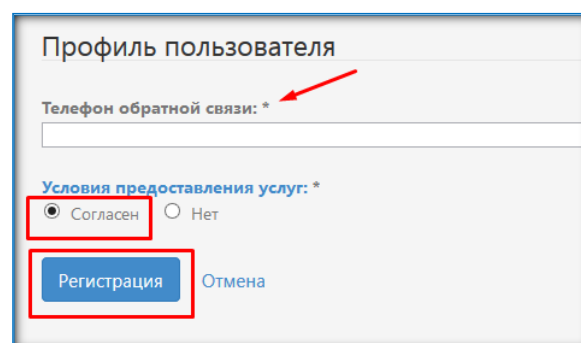 Профиль пользователя
Телефон обратной связи: *
Условия предоставления услуг: *
Согласен Нет
Регистрация Отмена